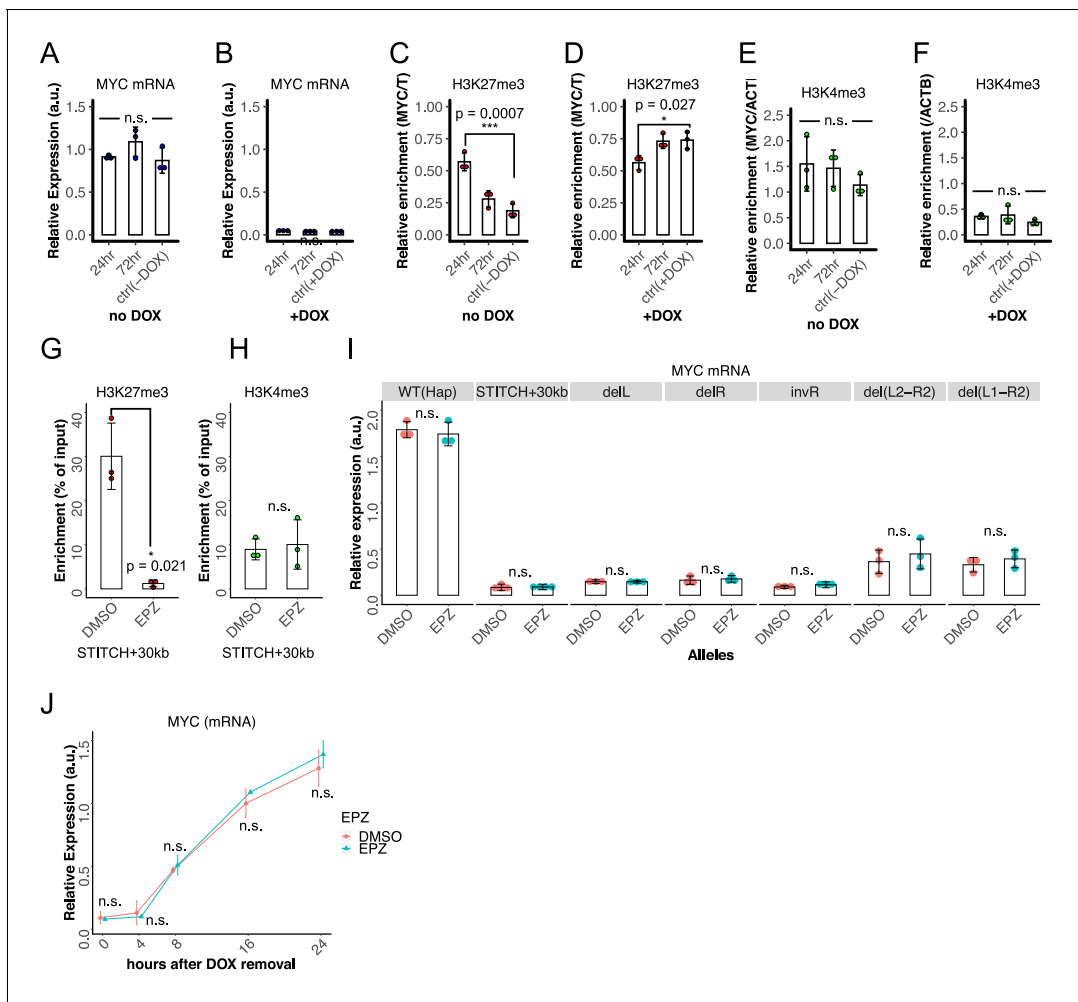 A
MYC mRNA
Relative Expression (a.u.)
1.5
1.0
0.5
0.0
n.s.
24hr
72hr
ctrl(−DOX)
no DOX
B
MYC mRNA
Relative Expression (a.u.)
1.5
1.0
0.5
0.0
n.s.
24hr
72hr
ctrl(+DOX)
+DOX
C
H3K27me3
Relative enrichment (MYC/T)
1.00
0.75
0.50
0.25
0.00
p = 0.0007
***
24hr
72hr
ctrl(−DOX)
no DOX
D
H3K27me3
Relative enrichment (MYC/T)
1.00
0.75
0.50
0.25
0.00
p = 0.027
*
24hr
72hr
ctrl(+DOX)
+DOX
E
H3K4me3
Relative enrichment (MYC/ACT
2.5
2.0
1.5
1.0
0.5
0.0
n.s.
24hr
72hr
ctrl(−DOX)
no DOX
F
H3K4me3
Relative enrichment (/ACTB)
2.5
2.0
1.5
1.0
0.5
0.0
n.s.
24hr
72hr
ctrl(+DOX)
+DOX
G
H3K27me3
Enrichment (% of input)
40
30
20
10
0
*
p = 0.021
DMSO
EPZ
STITCH+30kb
H
H3K4me3
Enrichment (% of input)
40
30
20
10
0
n.s.
DMSO
EPZ
STITCH+30kb
I
MYC mRNA
WT(Hap)
STITCH+30kb
delL
delR
invR
del(L2−R2)
del(L1−R2)
Relative expression (a.u.)
2.0
1.5
1.0
0.5
0.0
n.s.
n.s.
n.s.
n.s.
n.s.
n.s.
n.s.
DMSO
EPZ
DMSO
EPZ
DMSO
EPZ
DMSO
EPZ
DMSO
EPZ
DMSO
EPZ
DMSO
EPZ
Alleles
J
MYC (mRNA)
Relative Expression (a.u.)
1.5
1.0
0.5
0.0
n.s.
n.s.
n.s.
n.s.
n.s.
0
4
8
16
24
hours after DOX removal
EPZ
DMSO
EPZ